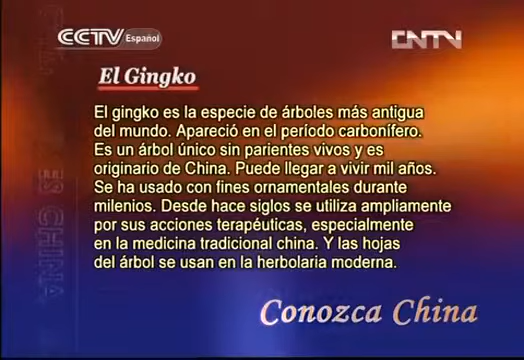 CCTV Español
CNTV
El Gingko
El gingko es la especie de árboles más antigua
del mundo. Apareció en el período carbonífero.
Es un árbol único sin parientes vivos y es
originario de China. Puede llegar a vivir mil años.
Se ha usado con fines ornamentales durante
milenios. Desde hace siglos se utiliza ampliamente
por sus acciones terapéuticas, especialmente
en la medicina tradicional china. Y las hojas
del árbol se usan en la herbolaria moderna.
Conozca China